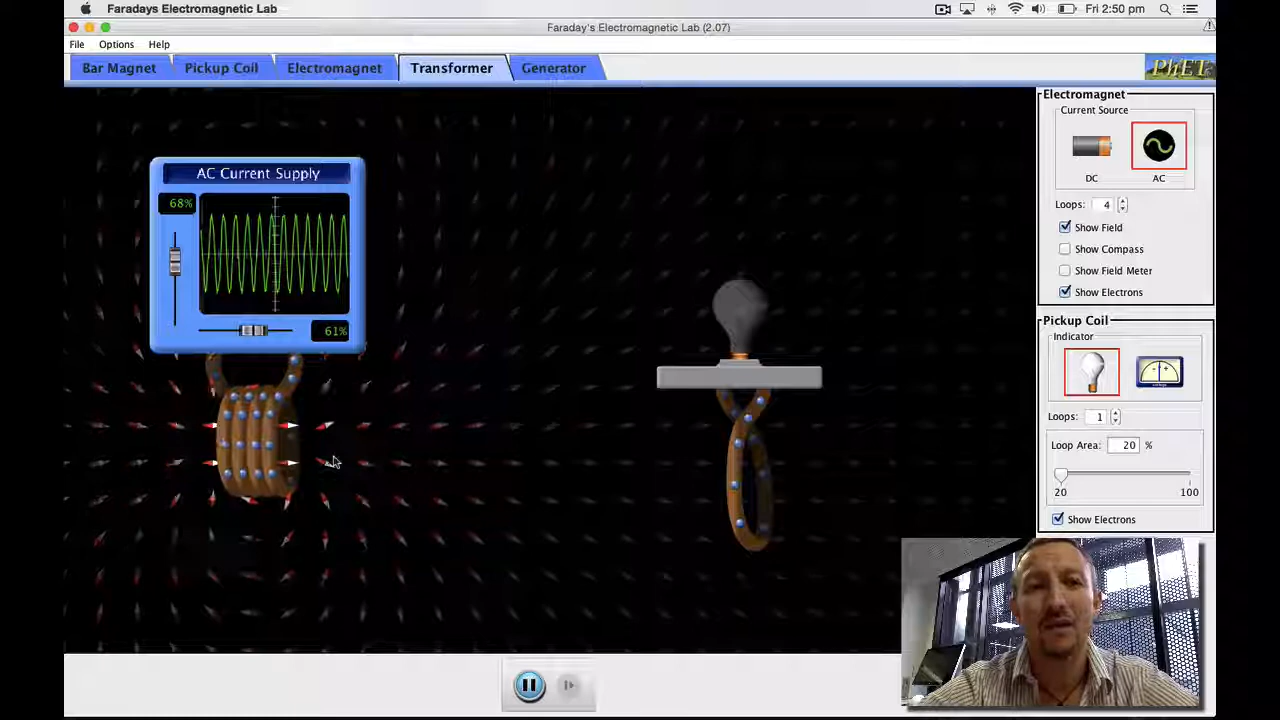 Faradays Electromagnetic Lab
Fri 2:50 pm
Faraday's Electromagnetic Lab (2.07)
File Options Help
Bar Magnet Pickup Coil Electromagnet Transformer Generator
PhET
Electromagnet
Current Source
DC AC
Loops: 4
Show Field
Show Compass
Show Field Meter
Show Electrons
Pickup Coil
Indicator
Loops: 1
Loop Area: 20 %
20 100
Show Electrons
AC Current Supply
68%
61%